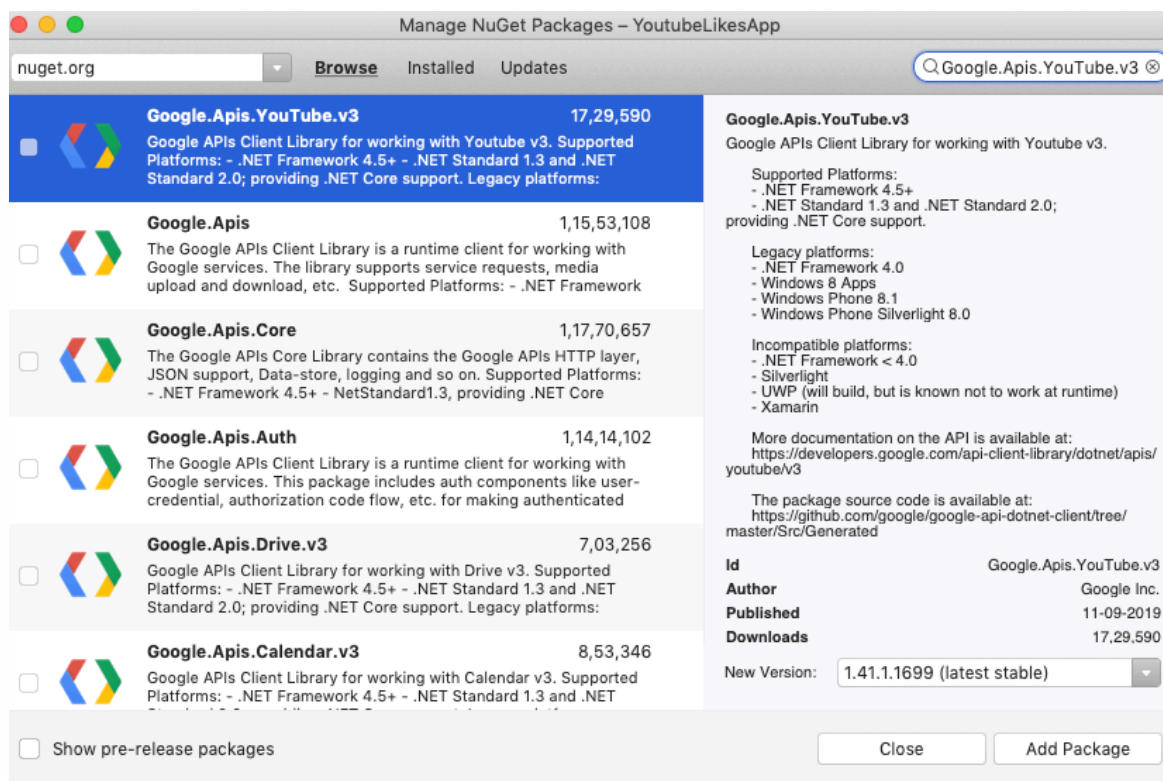 Manage NuGet Packages – YoutubeLikesApp
nuget.org
Browse
Installed
Updates
Google.Apis.YouTube.v3
Google.Apis.YouTube.v3 17,29,590
Google APIs Client Library for working with Youtube v3. Supported
Platforms: - .NET Framework 4.5+ - .NET Standard 1.3 and .NET
Standard 2.0; providing .NET Core support. Legacy platforms:
Google.Apis 1,15,53,108
The Google APIs Client Library is a runtime client for working with
Google services. The library supports service requests, media
upload and download, etc. Supported Platforms: - .NET Framework
Google.Apis.Core 1,17,70,657
The Google APIs Core Library contains the Google APIs HTTP layer,
JSON support, Data-store, logging and so on. Supported Platforms:
- .NET Framework 4.5+ - NetStandard1.3, providing .NET Core
Google.Apis.Auth 1,14,14,102
The Google APIs Client Library is a runtime client for working with
Google services. This package includes auth components like user-
credential, authorization code flow, etc. for making authenticated
Google.Apis.Drive.v3 7,03,256
Google APIs Client Library for working with Drive v3. Supported
Platforms: - .NET Framework 4.5+ - .NET Standard 1.3 and .NET
Standard 2.0; providing .NET Core support. Legacy platforms:
Google.Apis.Calendar.v3 8,53,346
Google APIs Client Library for working with Calendar v3. Supported
Platforms: - .NET Framework 4.5+ - .NET Standard 1.3 and .NET
Google.Apis.YouTube.v3
Google APIs Client Library for working with Youtube v3.
Supported Platforms:
- .NET Framework 4.5+
- .NET Standard 1.3 and .NET Standard 2.0;
providing .NET Core support.
Legacy platforms:
- .NET Framework 4.0
- Windows 8 Apps
- Windows Phone 8.1
- Windows Phone Silverlight 8.0
Incompatible platforms:
- .NET Framework < 4.0
- Silverlight
- UWP (will build, but is known not to work at runtime)
- Xamarin
More documentation on the API is available at:
https://developers.google.com/api-client-library/dotnet/apis/
youtube/v3
The package source code is available at:
https://github.com/google/google-api-dotnet-client/tree/
master/Src/Generated
Id Google.Apis.YouTube.v3
Author Google Inc.
Published 11-09-2019
Downloads 17,29,590
New Version: 1.41.1.1699 (latest stable)
Show pre-release packages
Close
Add Package